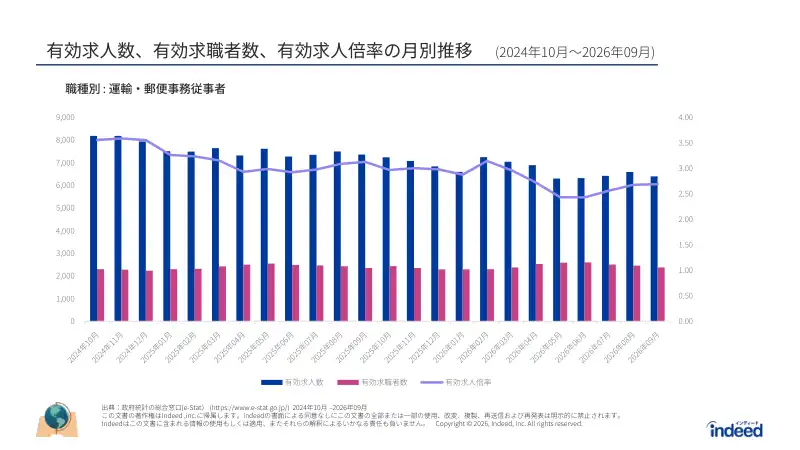 有効求人数、有効求職者数、有効求人倍率の月別推移 (2024年10月～2026年09月)
職種別 : 運輸・郵便事務従事者
9,000
8,000
7,000
6,000
5,000
4,000
3,000
2,000
1,000
0
4.00
3.50
3.00
2.50
2.00
1.50
1.00
0.50
0.00
2024年10月
2024年11月
2024年12月
2025年01月
2025年02月
2025年03月
2025年04月
2025年05月
2025年06月
2025年07月
2025年08月
2025年09月
2025年10月
2025年11月
2025年12月
2026年01月
2026年02月
2026年03月
2026年04月
2026年05月
2026年06月
2026年07月
2026年08月
2026年09月
有効求人数 有効求職者数 有効求人倍率
出典：政府統計の総合窓口(e-Stat) (https://www.e-stat.go.jp/) 2024年10月 –2026年09月
この文書の著作権はIndeed ,inc に帰属します。Indeedの書面による同意なしにこの文書の全部または一部の使用、改変、複製、再送信および再発表は明示的に禁止されます。
Indeedはこの文書に含まれる情報の使用もしくは適用、またそれらの解釈によるいかなる責任も負いません。 Copyright © 2026, Indeed, Inc. All rights reserved.
インディード
indeed